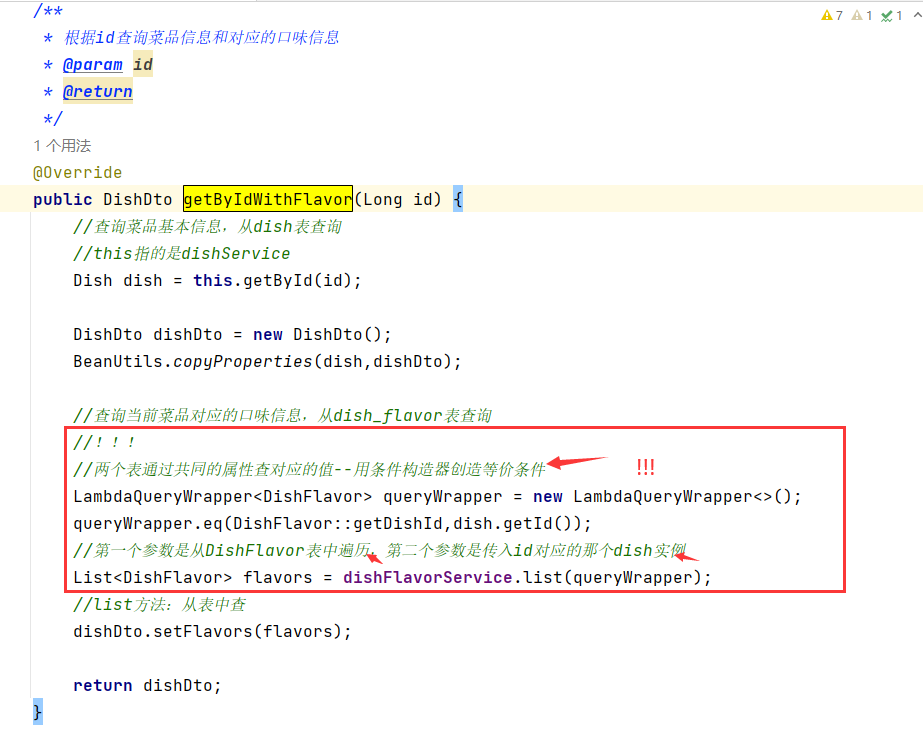 /**
7 1 1
* 根据id查询菜品信息和对应的口味信息
* @param id
* @return
*/
1 个用法
@Override
public DishDto getByIdWithFlavor(Long id) {
//查询菜品基本信息，从dish表查询
//this指的是dishService
Dish dish = this.getById(id);
DishDto dishDto = new DishDto();
BeanUtils.copyProperties(dish,dishDto);
//查询当前菜品对应的口味信息，从dish_flavor表查询
//！！！
//两个表通过共同的属性查对应的值--用条件构造器创造等价条件 !!!
LambdaQueryWrapper<DishFlavor> queryWrapper = new LambdaQueryWrapper<>();
queryWrapper.eq(DishFlavor::getDishId,dish.getId());
//第一个参数是从DishFlavor表中遍历，第二个参数是传入id对应的那个dish实例
List<DishFlavor> flavors = dishFlavorService.list(queryWrapper);
//list方法：从表中查
dishDto.setFlavors(flavors);
return dishDto;
}